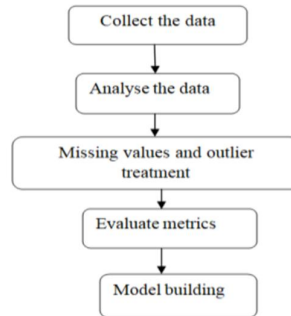 Collect the data
Analyse the data
Missing values and outlier
treatment
Evaluate metrics
Model building